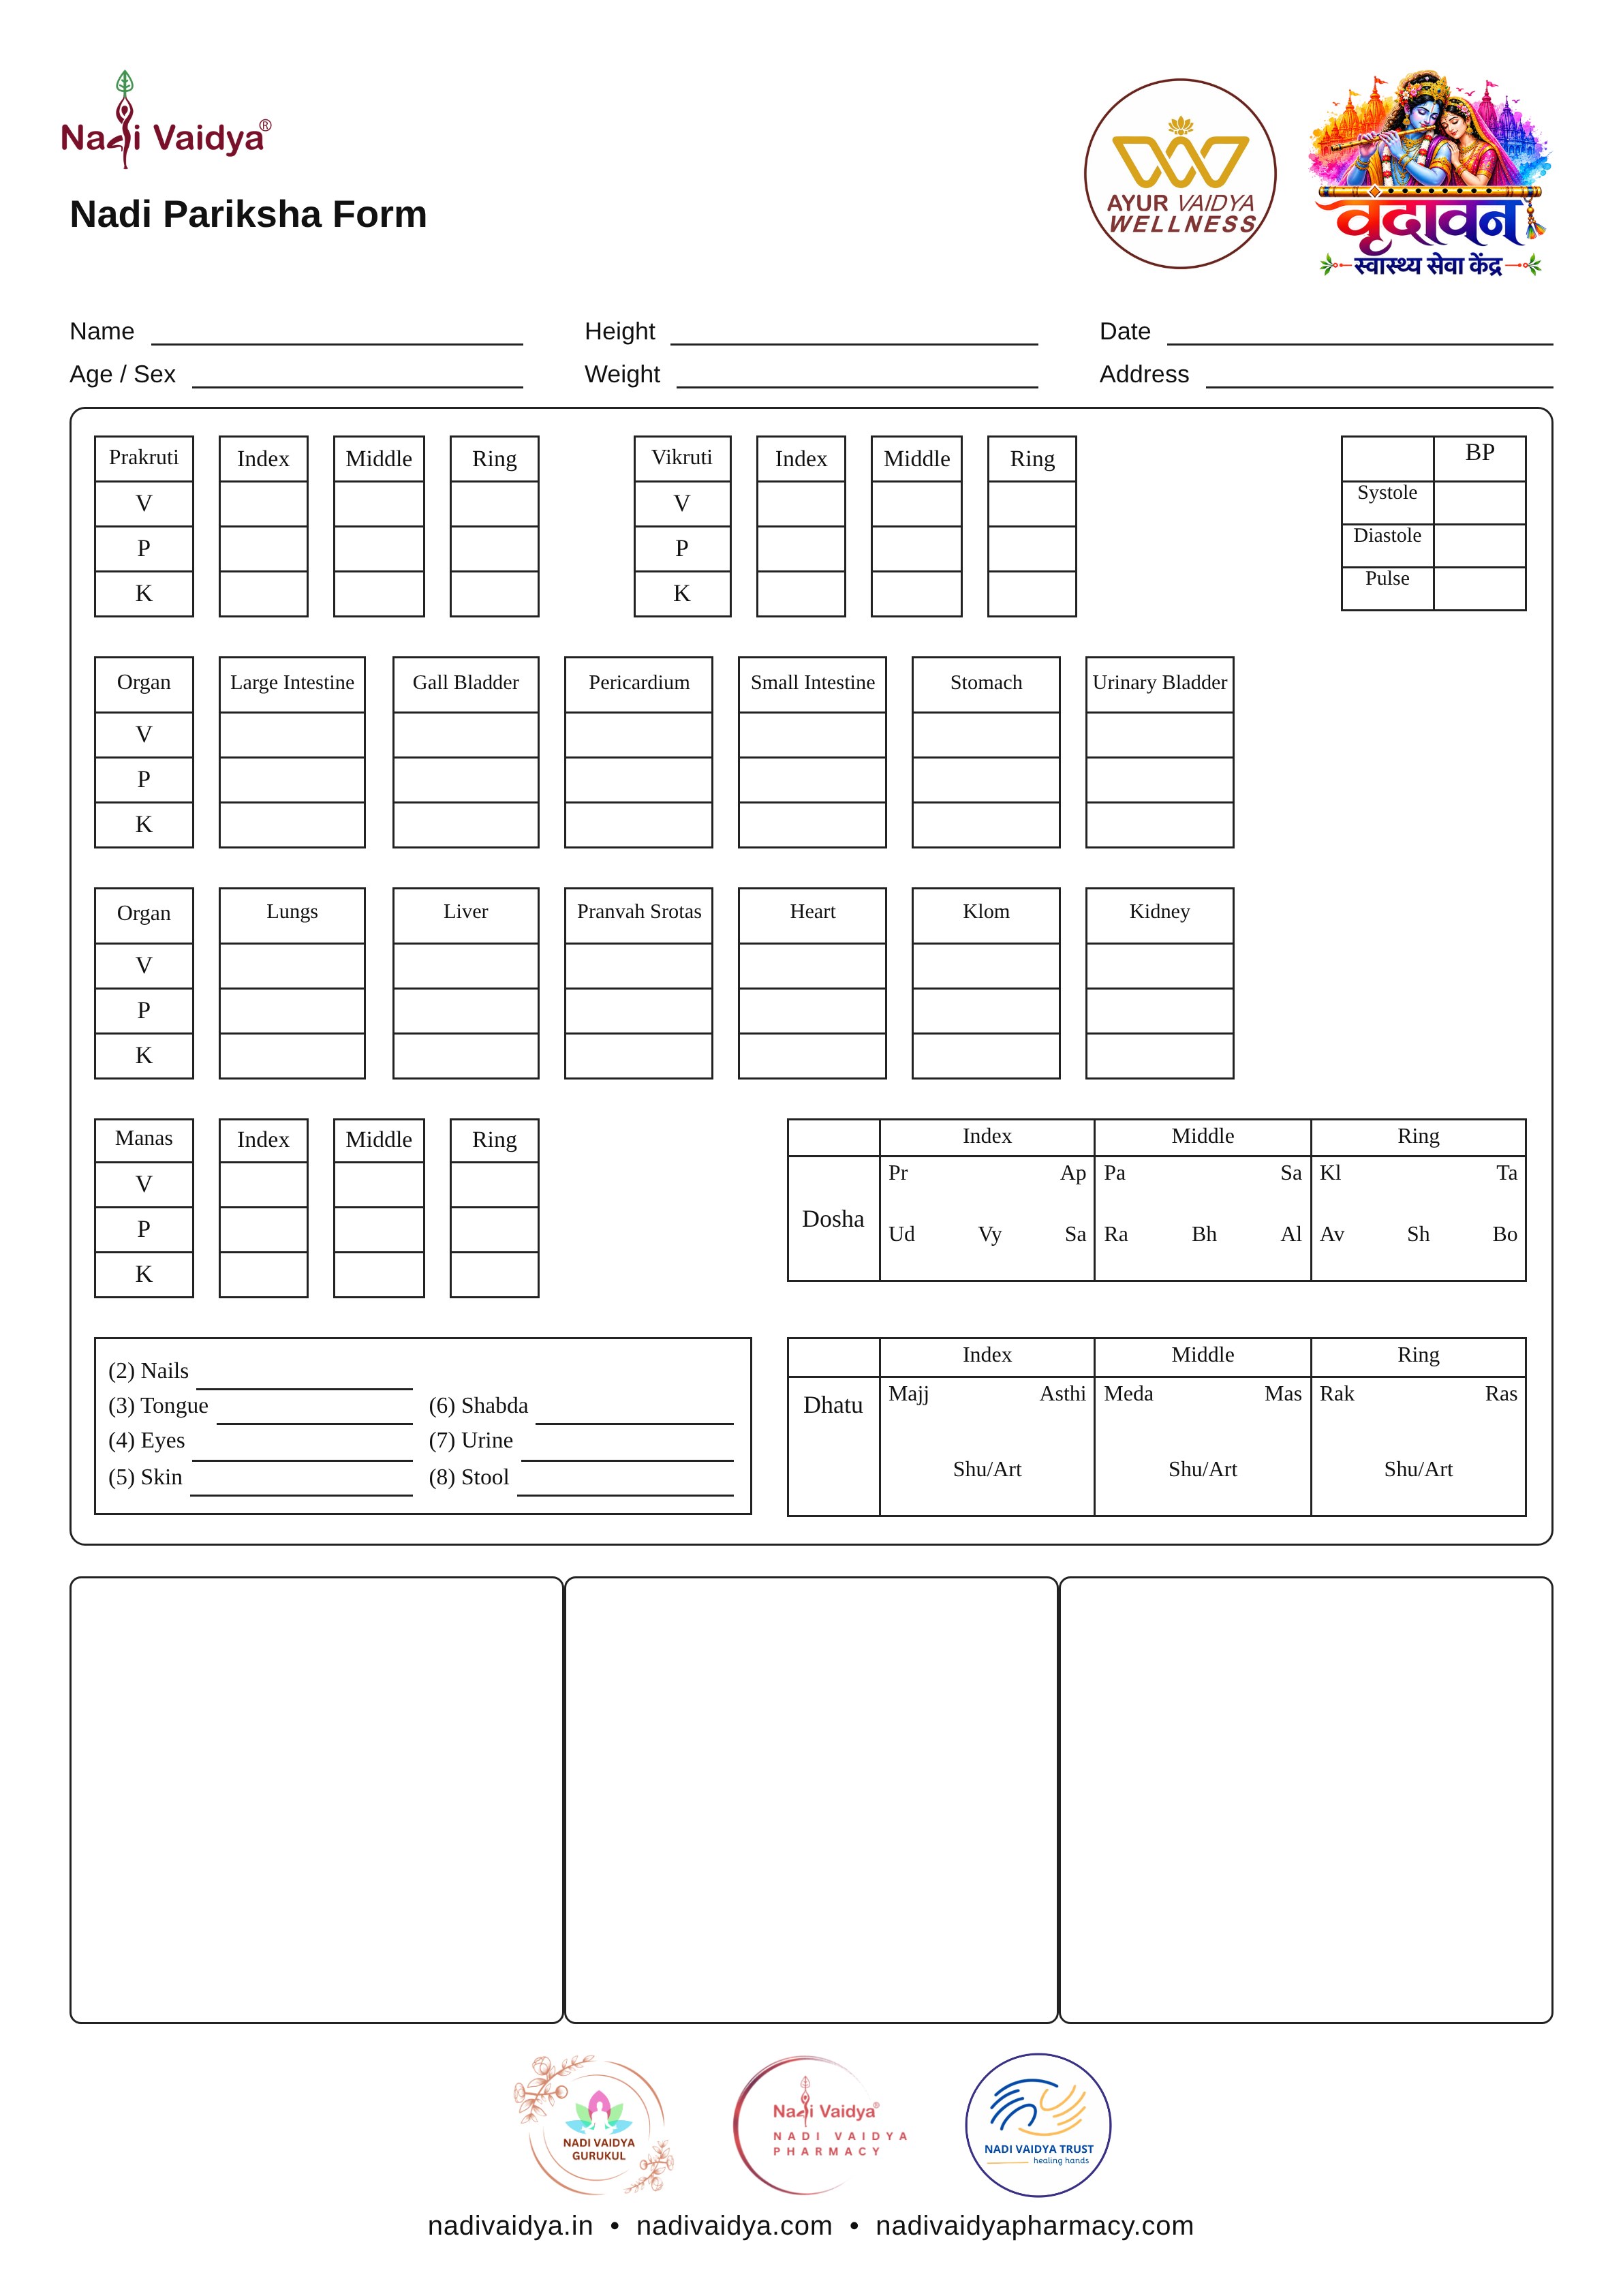 Nadi Vaidya®
Nadi Pariksha Form
AYUR VAIDYA
WELLNESS
वृंदावन
स्वास्थ्य सेवा केंद्र
Name Height Date
Age / Sex Weight Address
Prakruti Index Middle Ring Vikruti Index Middle Ring BP
V V Systole
P P Diastole
K K Pulse
Organ Large Intestine Gall Bladder Pericardium Small Intestine Stomach Urinary Bladder
V
P
K
Organ Lungs Liver Pranvah Srotas Heart Klom Kidney
V
P
K
Manas Index Middle Ring
V
P
K
Index Middle Ring
Pr Ap Pa Sa Kl Ta
Dosha
Ud Vy Sa Ra Bh Al Av Sh Bo
(2) Nails
(3) Tongue (6) Shabda
(4) Eyes (7) Urine
(5) Skin (8) Stool
Index Middle Ring
Dhatu Majj Asthi Meda Mas Rak Ras
Shu/Art Shu/Art Shu/Art
NADI VAIDYA
GURUKUL
Nadi Vaidya®
NADI VAIDYA
PHARMACY
NADI VAIDYA TRUST
healing hands
nadivaidya.in • nadivaidya.com • nadivaidyapharmacy.com